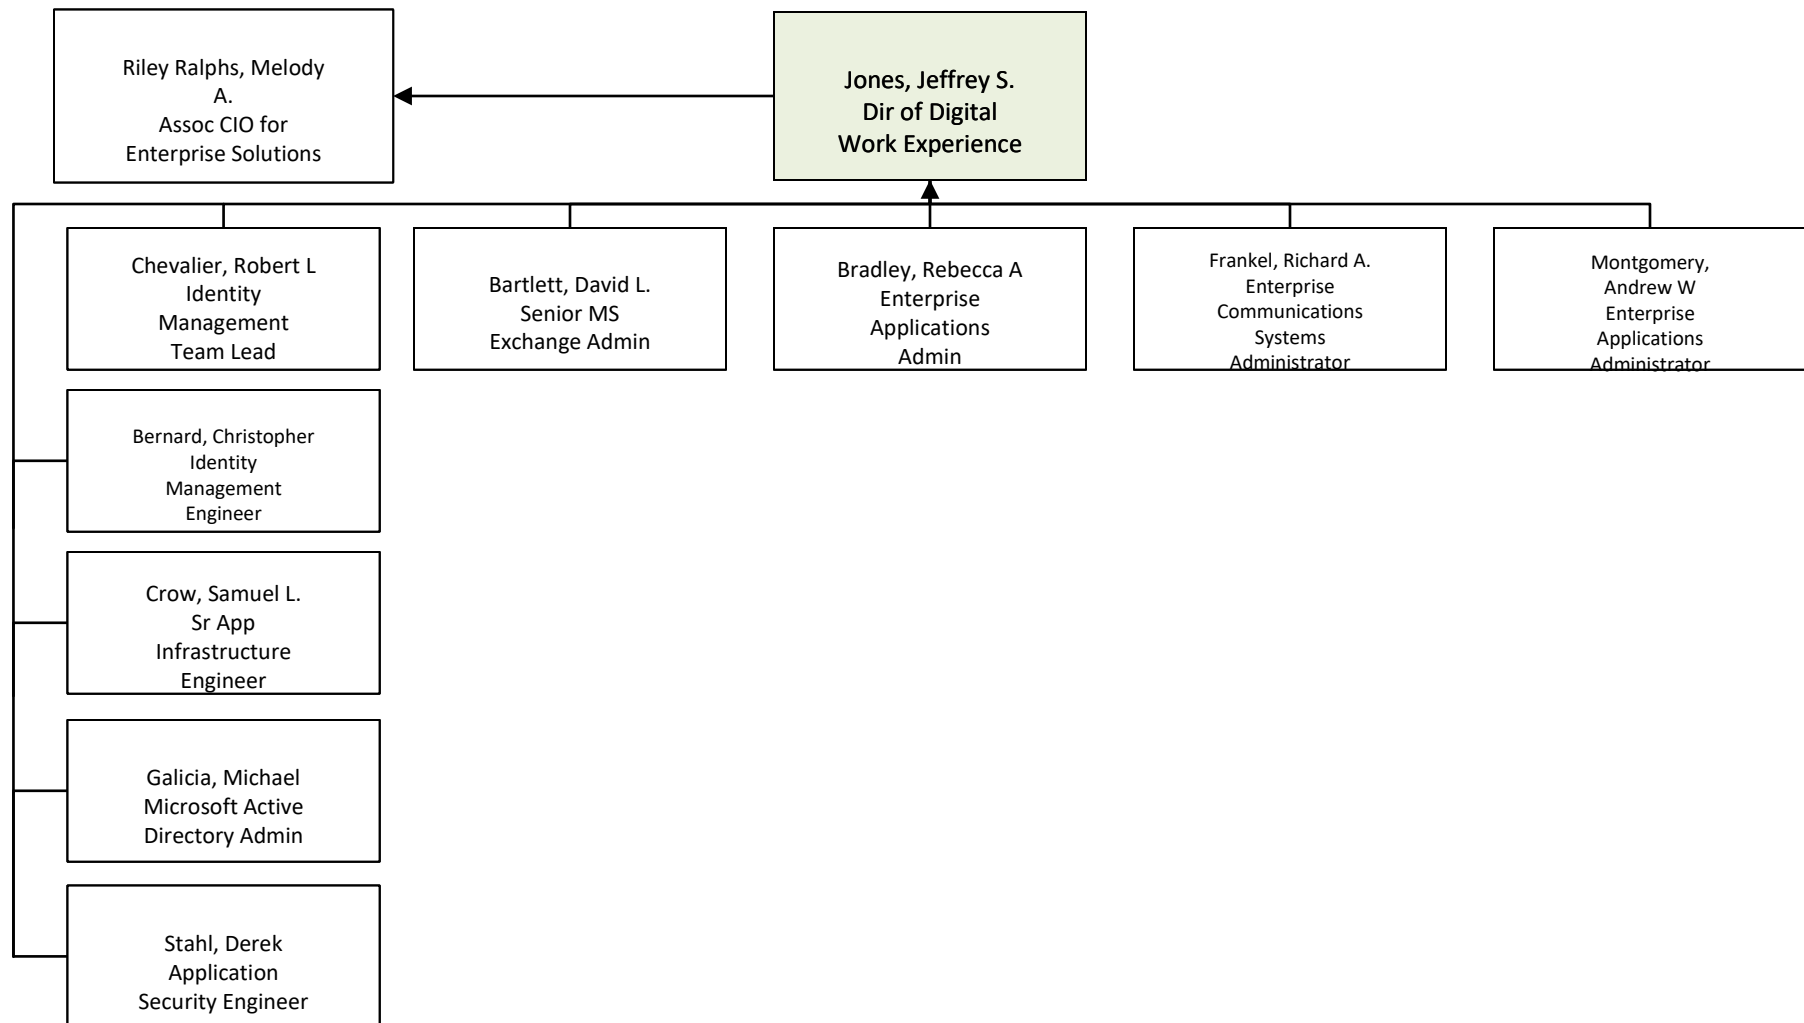 Riley Ralphs, Melody
A.
Assoc CIO for
Enterprise Solutions
Jones, Jeffrey S.
Dir of Digital
Work Experience
Chevalier, Robert L
Identity
Management
Team Lead
Bartlett, David L.
Senior MS
Exchange Admin
Bradley, Rebecca A
Enterprise
Applications
Admin
Frankel, Richard A.
Enterprise
Communications
Systems
Administrator
Montgomery,
Andrew W
Enterprise
Applications
Administrator
Bernard, Christopher
Identity
Management
Engineer
Crow, Samuel L.
Sr App
Infrastructure
Engineer
Galicia, Michael
Microsoft Active
Directory Admin
Stahl, Derek
Application
Security Engineer